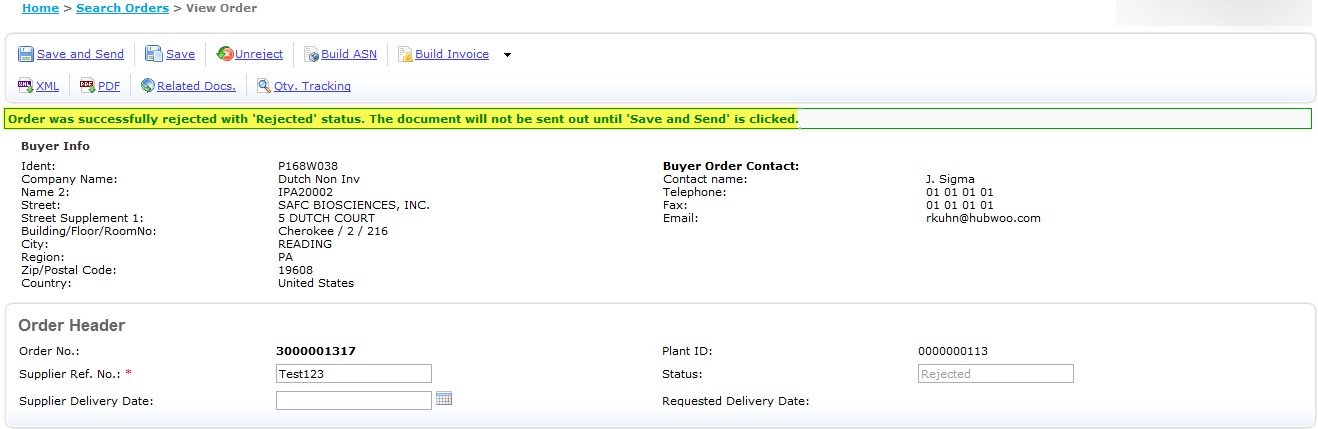 Home > Search Orders > View Order
Save and Send Save Unreject Build ASN Build Invoice
XML PDF Related Docs. Qty. Tracking
Order was successfully rejected with 'Rejected' status. The document will not be sent out until 'Save and Send' is clicked.
Buyer Info
Ident: P168W038 Buyer Order Contact:
Company Name: Dutch Non Inv Contact name: J. Sigma
Name 2: IPA20002 Telephone: 01 01 01 01
Street: SAFC BIOSCIENCES, INC. Fax: 01 01 01 01
Street Supplement 1: 5 DUTCH COURT Email: rkuhn@hubwoo.com
Building/Floor/RoomNo: Cherokee / 2 / 216
City: READING
Region: PA
Zip/Postal Code: 19608
Country: United States
Order Header
Order No.: 3000001317 Plant ID: 0000000113
Supplier Ref. No.: * Test123 Status: Rejected
Supplier Delivery Date: Requested Delivery Date: